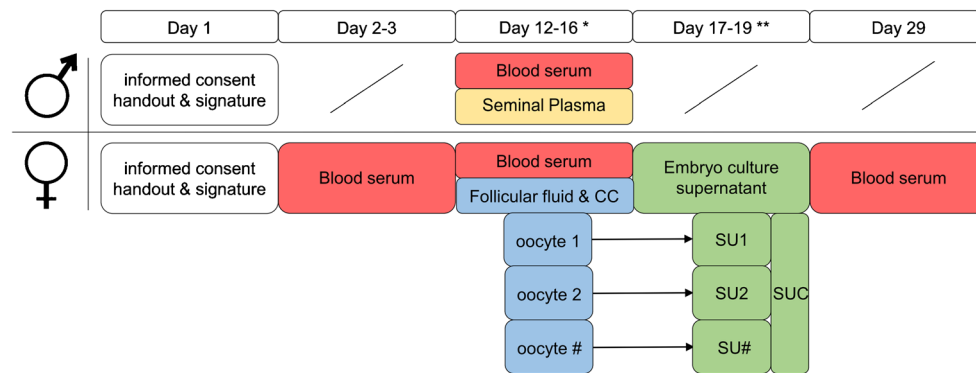 Day 1
Day 2-3
Day 12-16 *
Day 17-19 **
Day 29
informed consent
handout & signature
Blood serum
Seminal Plasma
informed consent
handout & signature
Blood serum
Blood serum
Follicular fluid & CC
Embryo culture
supernatant
Blood serum
oocyte 1
SU1
oocyte 2
SU2
SUC
oocyte #
SU#